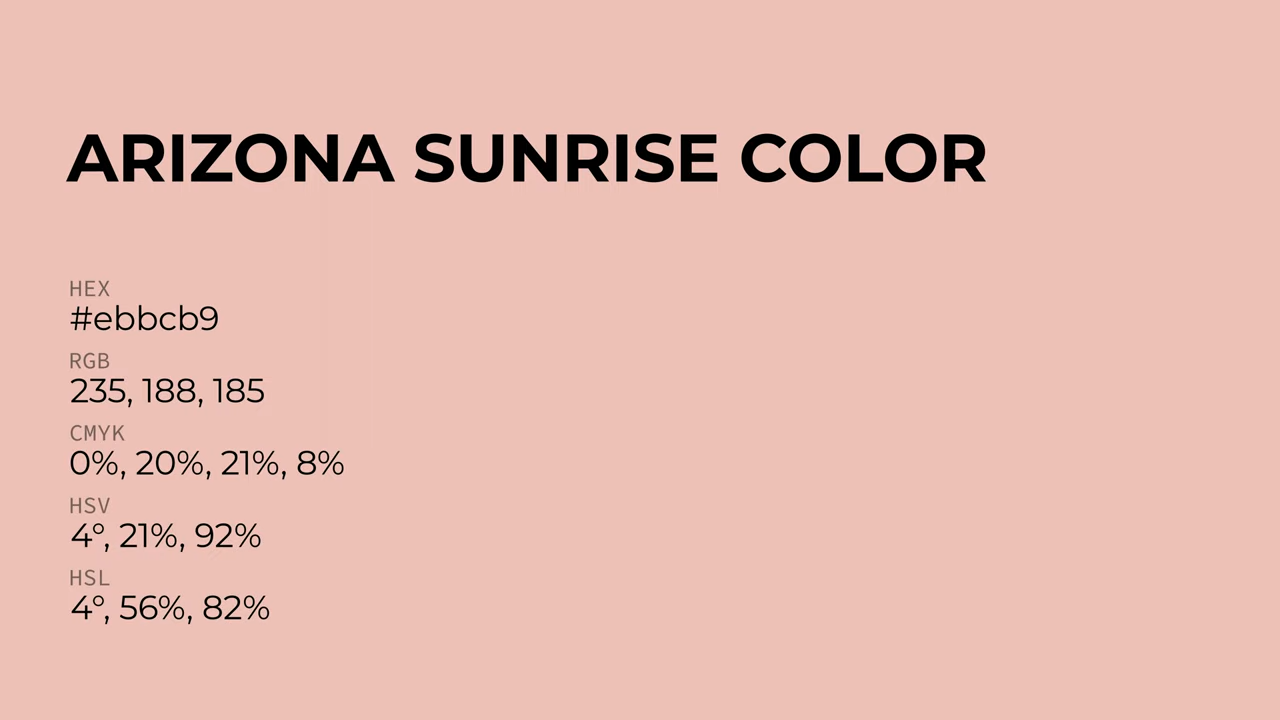 ARIZONA SUNRISE COLOR
HEX
#ebbcb9
RGB
235, 188, 185
CMYK
0%, 20%, 21%, 8%
HSV
4°, 21%, 92%
HSL
4°, 56%, 82%